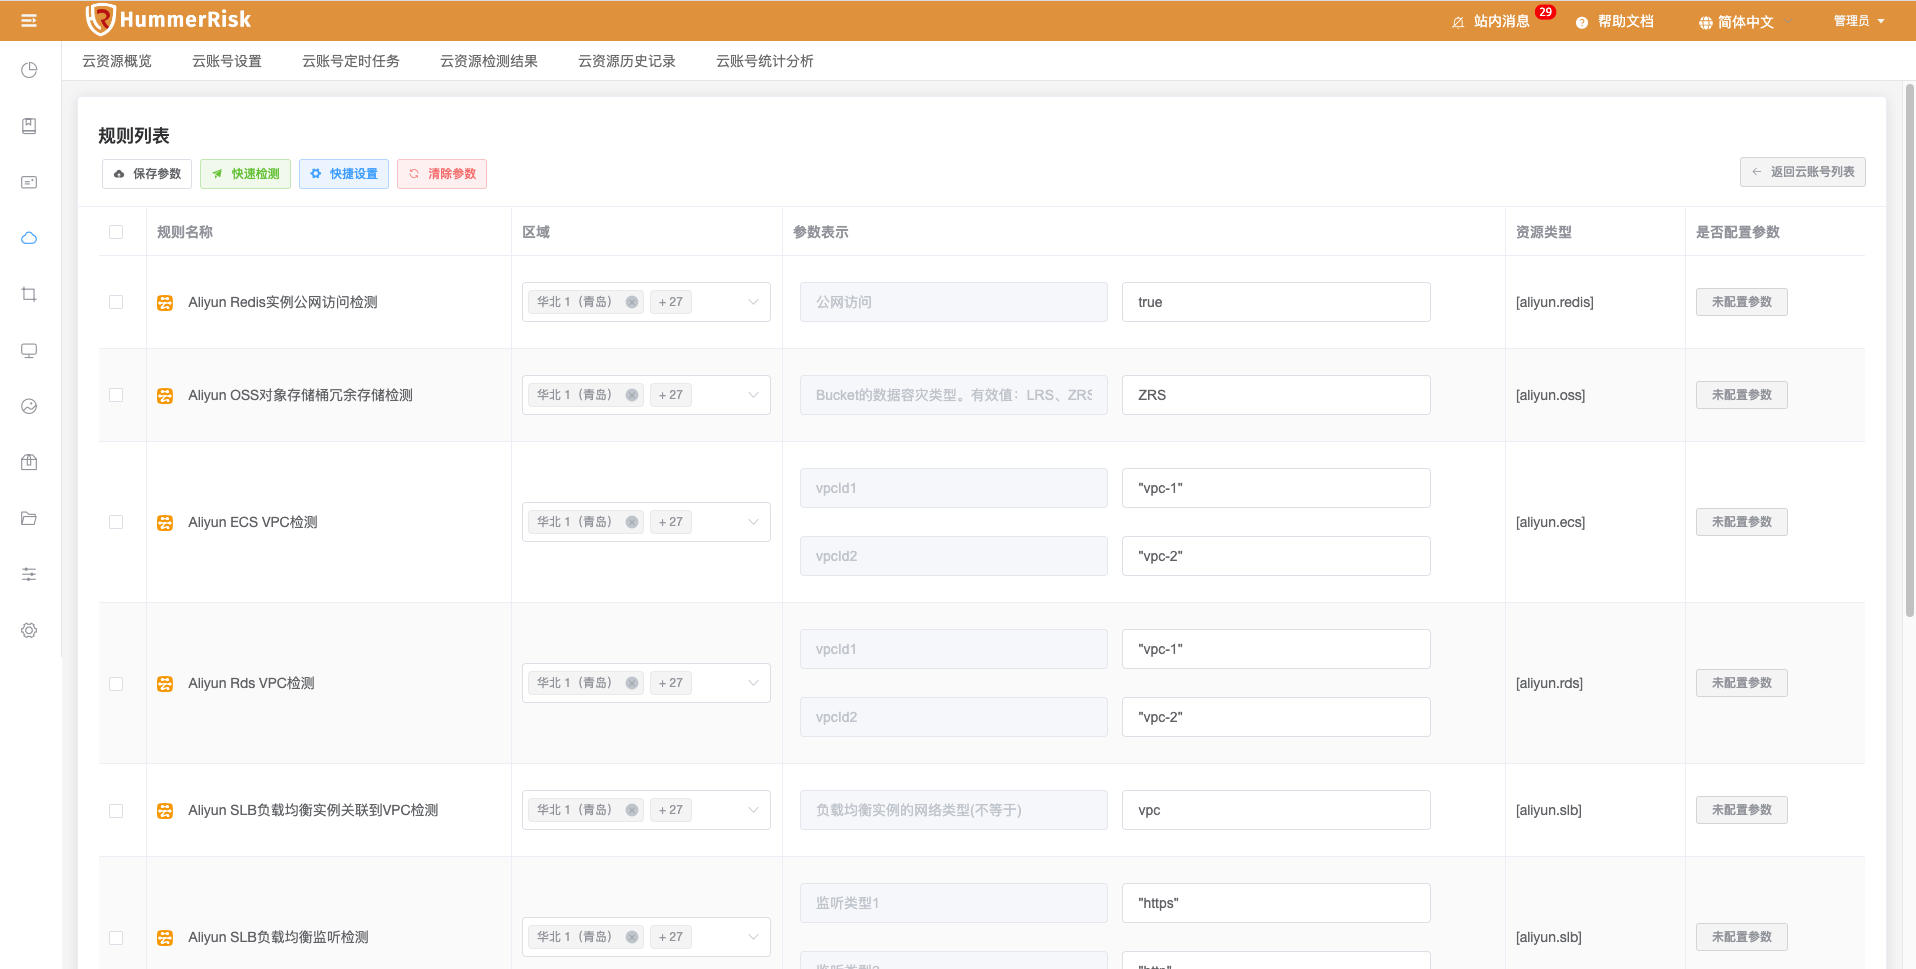 HummerRisk
站内消息 29 帮助文档 简体中文 管理员
云资源概览 云账号设置 云账号定时任务 云资源检测结果 云资源历史记录 云账号统计分析
规则列表
保存参数 快速检测 快捷设置 清除参数 返回云账号列表
规则名称 区域 参数表示 资源类型 是否配置参数
Aliyun Redis实例公网访问检测 华北 1（青岛） + 27 公网访问 true [aliyun.redis] 未配置参数
Aliyun OSS对象存储桶冗余存储检测 华北 1（青岛） + 27 Bucket的数据容灾类型。有效值：LRS、ZRS ZRS [aliyun.oss] 未配置参数
vpcId1 "vpc-1"
Aliyun ECS VPC检测 华北 1（青岛） + 27 [aliyun.ecs] 未配置参数
vpcId2 "vpc-2"
vpcId1 "vpc-1"
Aliyun Rds VPC检测 华北 1（青岛） + 27 [aliyun.rds] 未配置参数
vpcId2 "vpc-2"
Aliyun SLB负载均衡实例关联到VPC检测 华北 1（青岛） + 27 负载均衡实例的网络类型(不等于) vpc [aliyun.slb] 未配置参数
监听类型1 "https"
Aliyun SLB负载均衡监听检测 华北 1（青岛） + 27 [aliyun.slb] 未配置参数